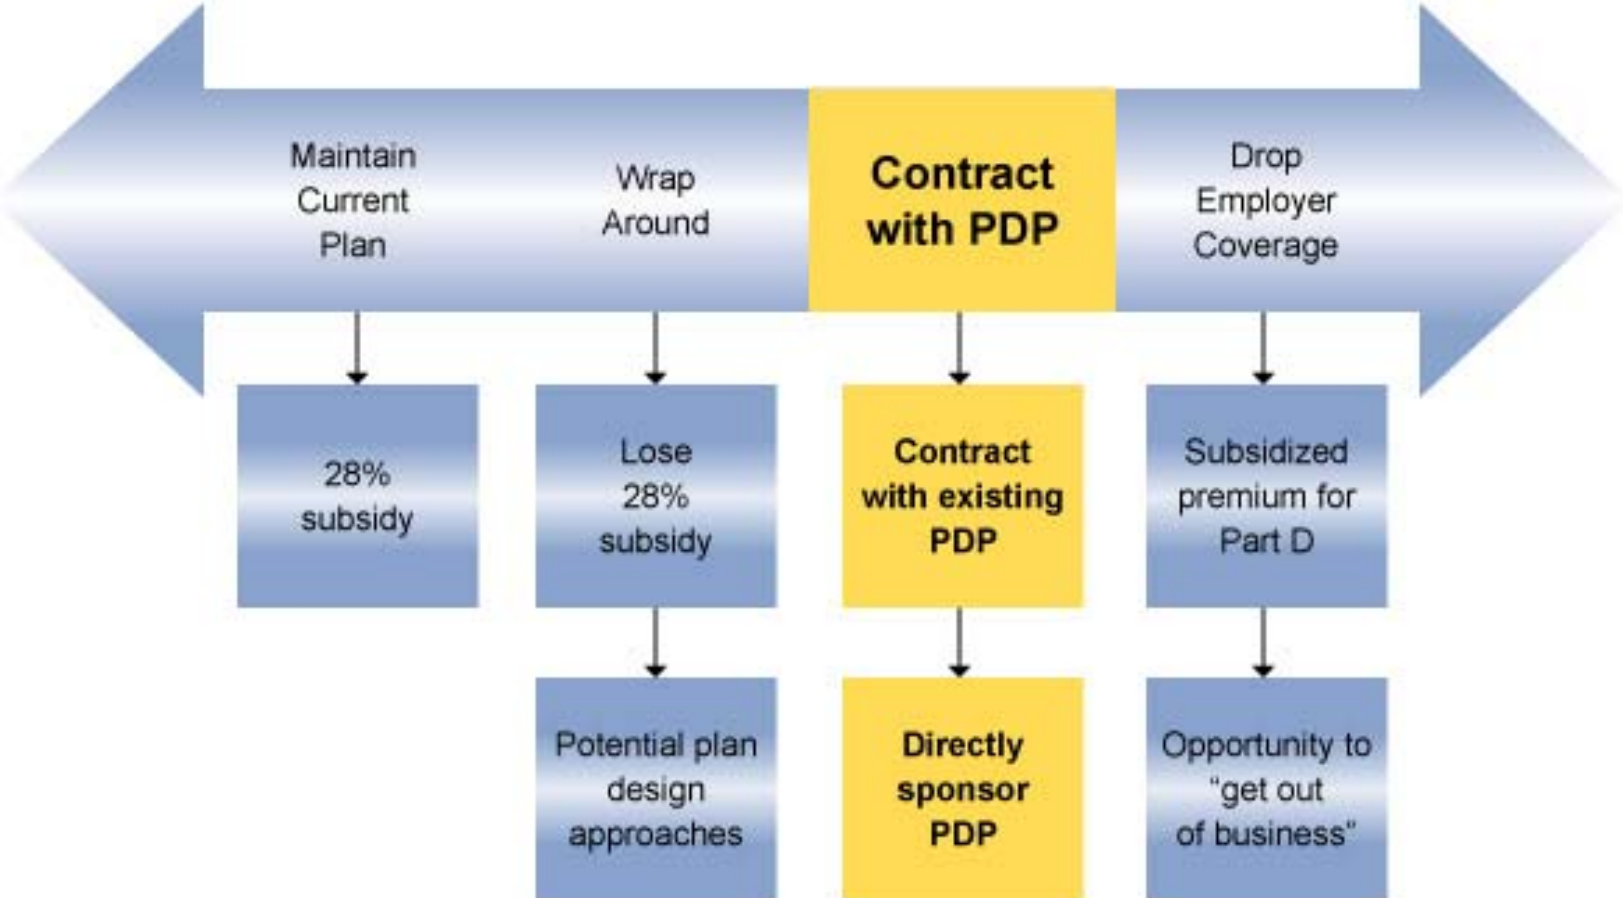 Maintain
Current
Plan
Wrap
Around
Contract
with PDP
Drop
Employer
Coverage
28%
subsidy
Lose
28%
subsidy
Contract
with existing
PDP
Subsidized
premium for
Part D
Potential plan
design
approaches
Directly
sponsor
PDP
Opportunity to
“get out
of business”